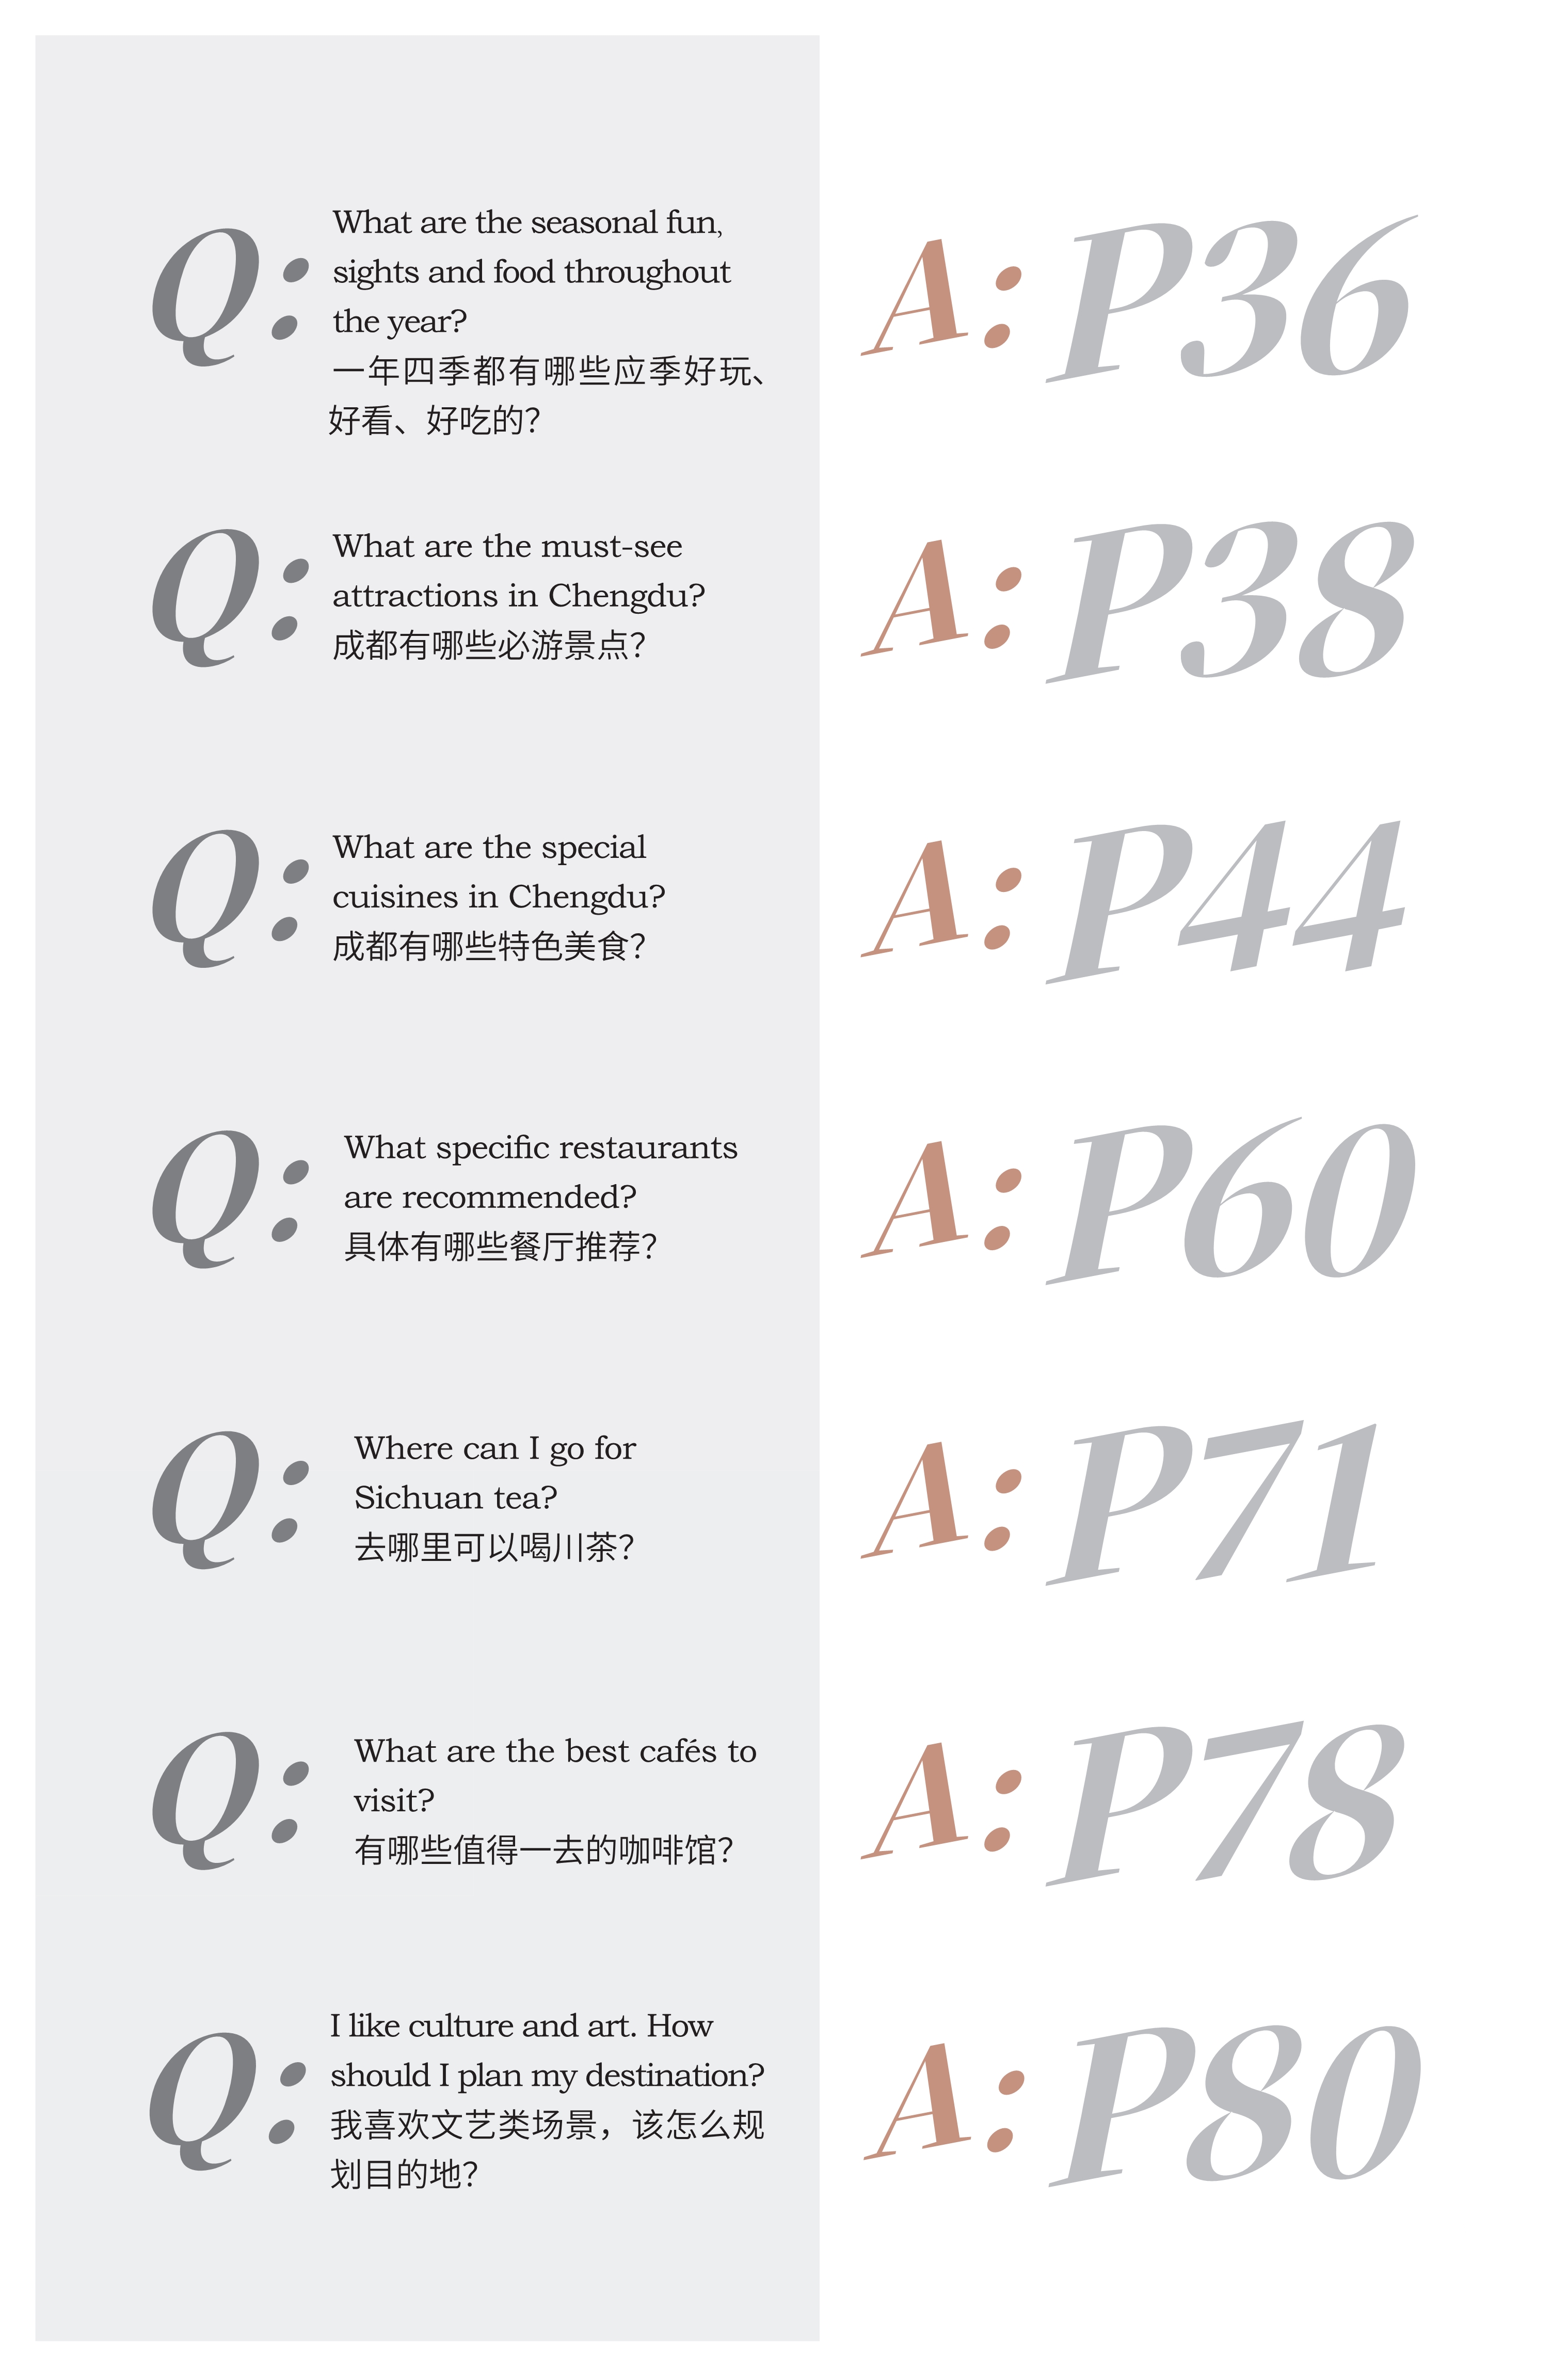 Q:
What are the seasonal fun,
sights and food throughout
the year?
一年四季都有哪些应季好玩、
好看、好吃的？
A: P36
Q:
What are the must-see
attractions in Chengdu?
成都有哪些必游景点？
A: P38
Q:
What are the special
cuisines in Chengdu?
成都有哪些特色美食？
A: P44
Q:
What specific restaurants
are recommended?
具体有哪些餐厅推荐？
A: P60
Q:
Where can I go for
Sichuan tea?
去哪里可以喝川茶？
A: P71
Q:
What are the best cafés to
visit?
有哪些值得一去的咖啡馆？
A: P78
Q:
I like culture and art. How
should I plan my destination?
我喜欢文艺类场景，该怎么规
划目的地？
A: P80